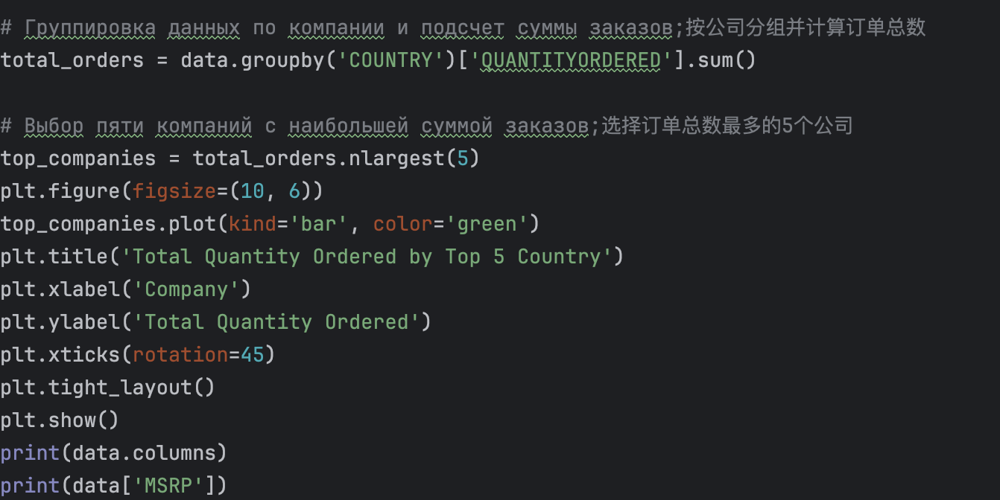 # Группировка данных по компании и подсчет суммы заказов;按公司分组并计算订单总数
total_orders = data.groupby('COUNTRY')['QUANTITYORDERED'].sum()
# Выбор пяти компаний с наибольшей суммой заказов;选择订单总数最多的5个公司
top_companies = total_orders.nlargest(5)
plt.figure(figsize=(10, 6))
top_companies.plot(kind='bar', color='green')
plt.title('Total Quantity Ordered by Top 5 Country')
plt.xlabel('Company')
plt.ylabel('Total Quantity Ordered')
plt.xticks(rotation=45)
plt.tight_layout()
plt.show()
print(data.columns)
print(data['MSRP'])